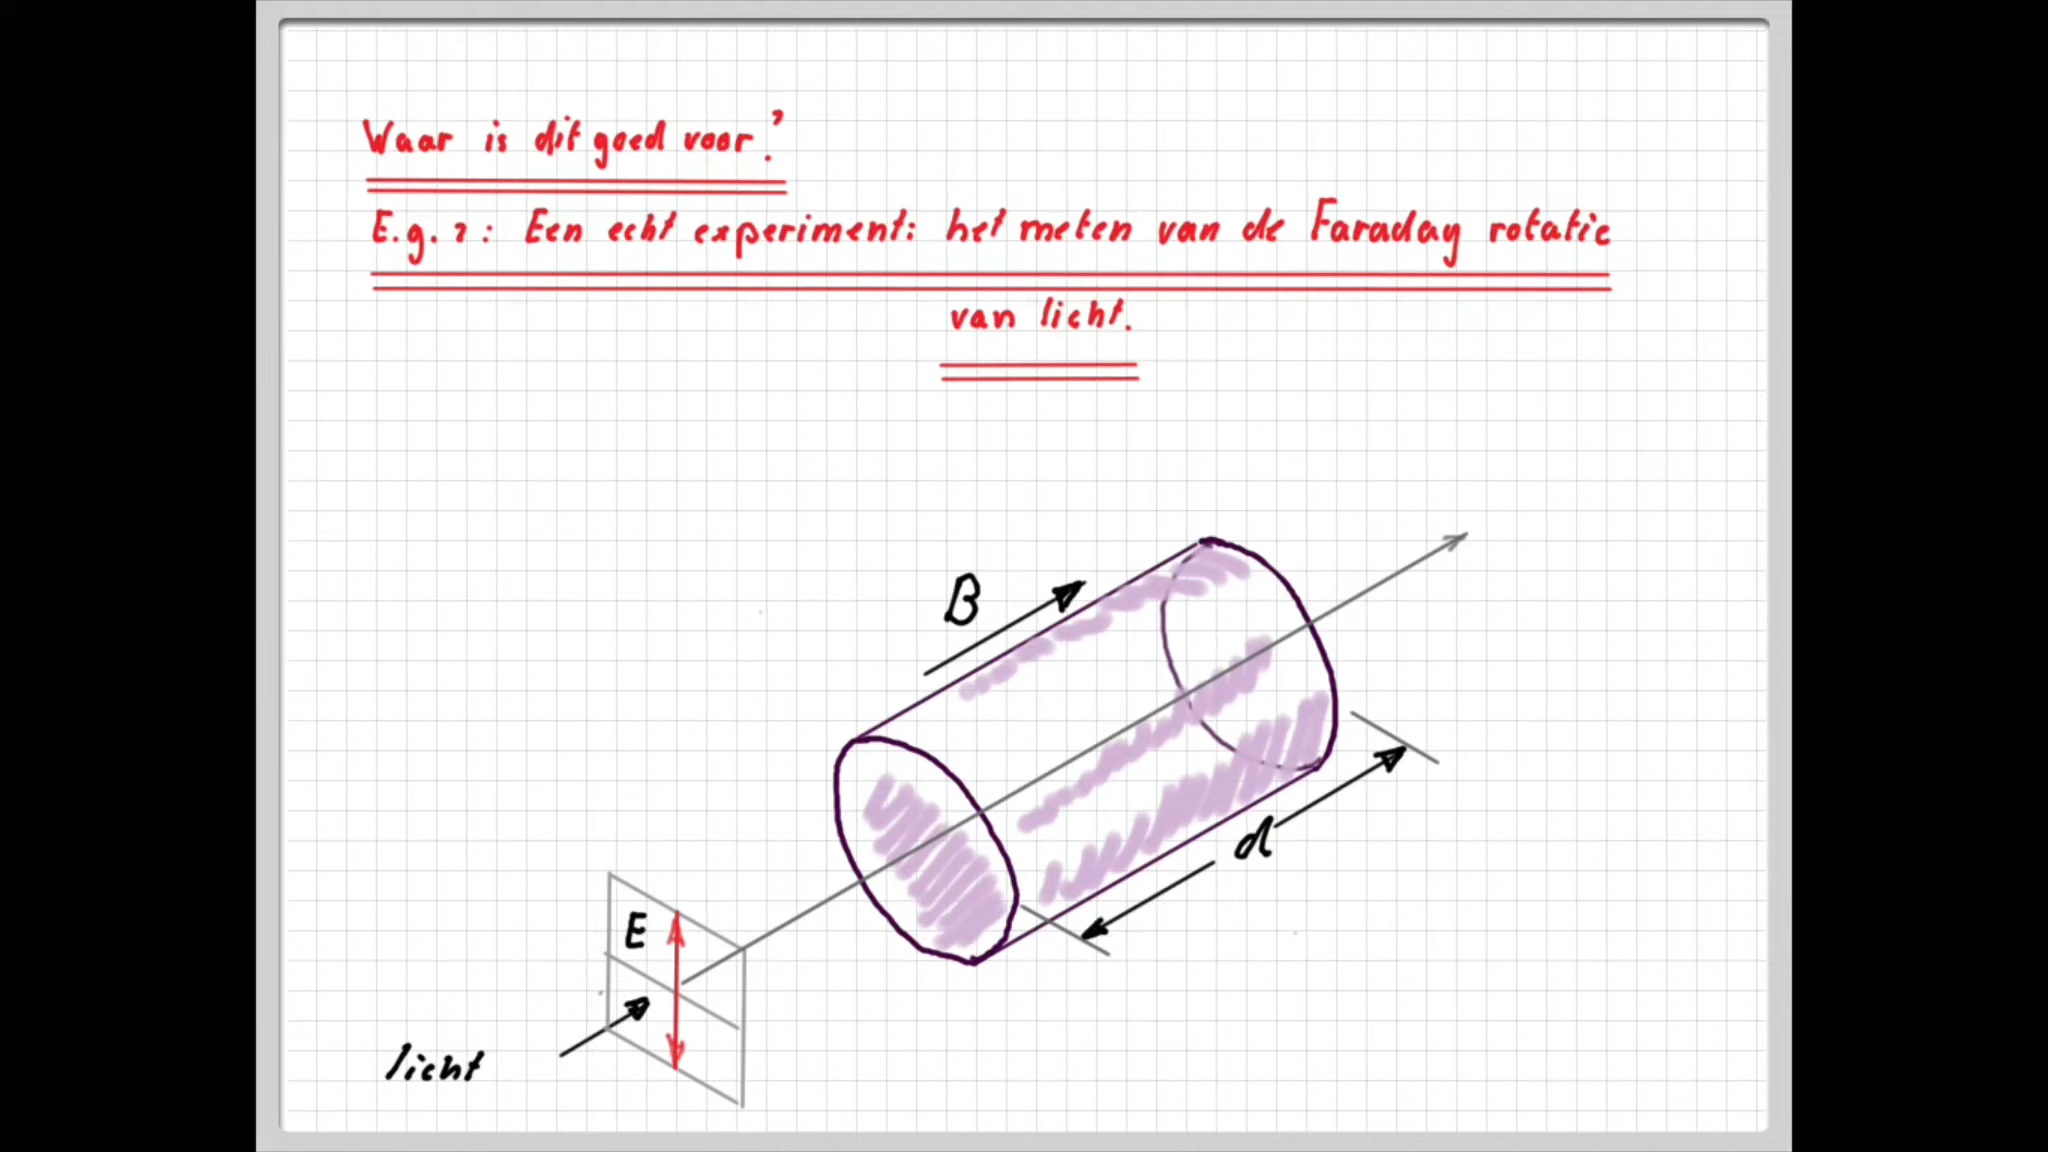 Waar is dit goed voor?
E.g. 2: Een echt experiment: het meten van de Faraday rotatie
van licht.
B
d
E
licht